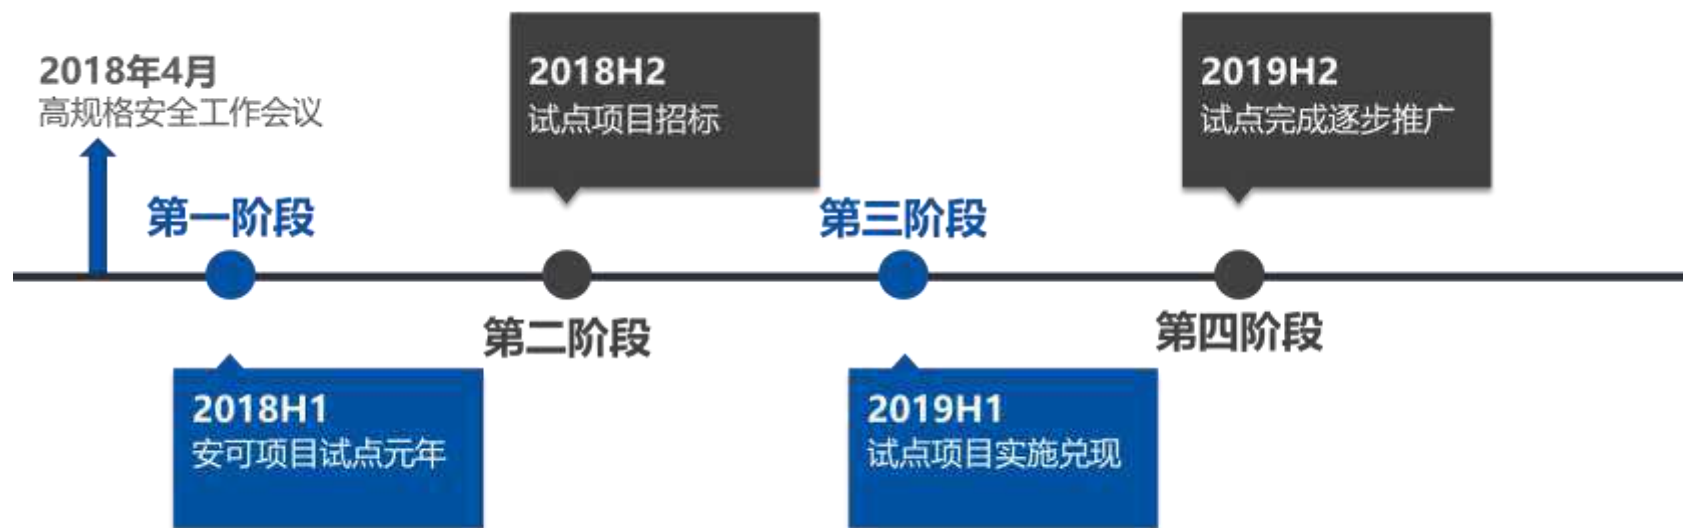 2018年4月
高规格安全工作会议
第一阶段
2018H1
安可项目试点元年
2018H2
试点项目招标
第二阶段
第三阶段
2019H1
试点项目实施兑现
2019H2
试点完成逐步推广
第四阶段